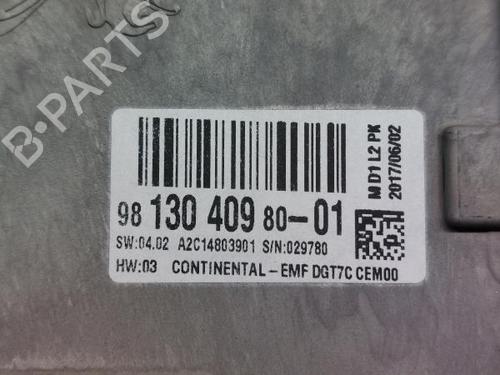 B-PARTS
98 130 409 80-01
SW:04.02 A2C14803901 S/N:029780
HW:03 CONTINENTAL-EMF DGT7C CEM00
M D1 L2 PK
2017/06/02